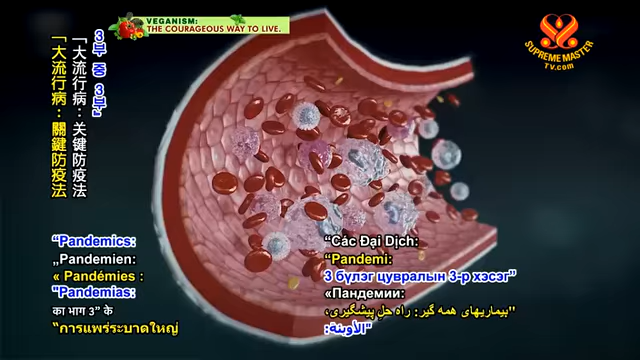 VEGANISM:
THE COURAGEOUS WAY TO LIVE.
SUPREME MASTER
TV.com
3부 중 3부」
「大流行病：关键防疫法
「大流行病：關鍵防疫法
“Pandemics:
„Pandemien:
« Pandémies :
"Pandemias:
का भाग 3” के
“การแพร่ระบาดใหญ่
“Các Đại Dịch:
“Pandemi:
3 бүлэг цувралын 3-р хэсэг”
«Пандемии:
"بیماریهای همه گیر: راه حلِ پیشگیری،
"الأوبئة: